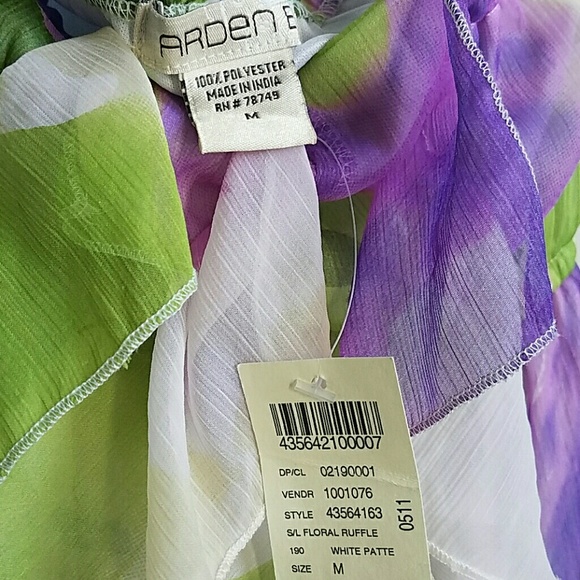 ARDEN B
100% POLYESTER
MADE IN INDIA
RN # 78749
M
435642100007
DP/CL 02190001
VENDR 1001076
STYLE 43564163
S/L FLORAL RUFFLE
190 WHITE PATTE
SIZE M
0511